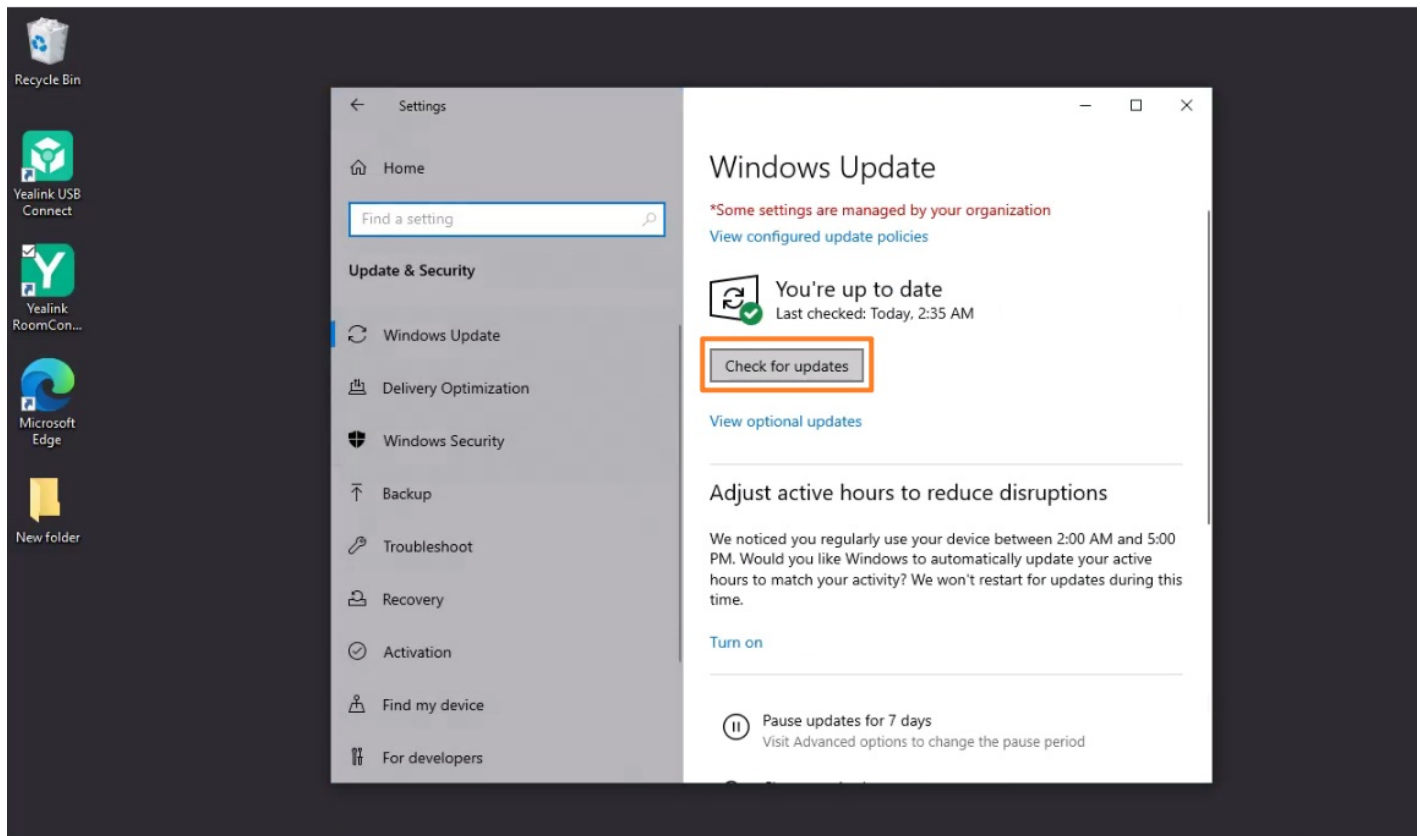 Recycle Bin
Yealink USB
Connect
Yealink
RoomCon...
Microsoft
Edge
New folder
Settings
Home
Find a setting
Update & Security
Windows Update
Delivery Optimization
Windows Security
Backup
Troubleshoot
Recovery
Activation
Find my device
For developers
Windows Update
*Some settings are managed by your organization
View configured update policies
You're up to date
Last checked: Today, 2:35 AM
Check for updates
View optional updates
Adjust active hours to reduce disruptions
We noticed you regularly use your device between 2:00 AM and 5:00
PM. Would you like Windows to automatically update your active
hours to match your activity? We won't restart for updates during this
time.
Turn on
Pause updates for 7 days
Visit Advanced options to change the pause period